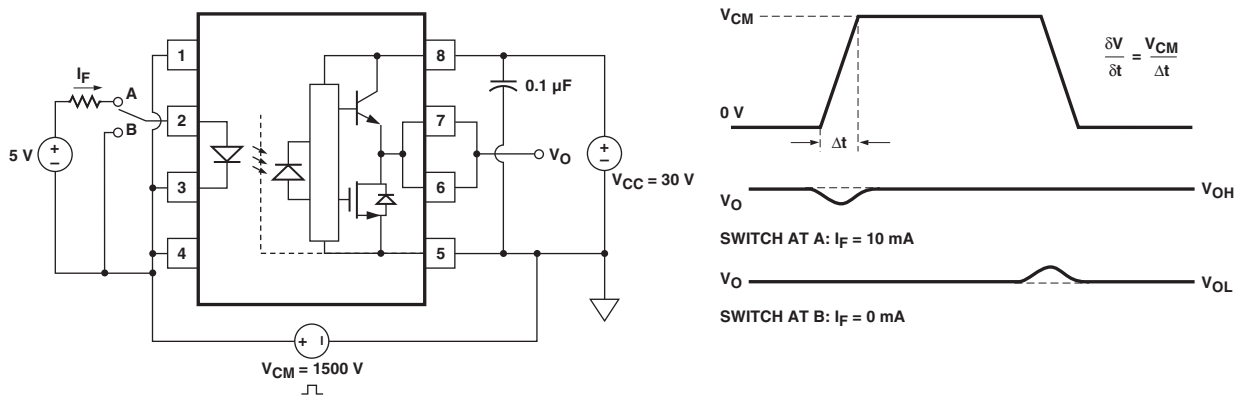 I_F
A
B
5 V
+
–
1
2
3
4
8
7
6
5
0.1 µF
V_O
+
–
V_CC = 30 V
+ –
V_CM = 1500 V
V_CM
0 V
Δt
δV/δt = V_CM/Δt
V_O
V_OH
SWITCH AT A: I_F = 10 mA
V_O
V_OL
SWITCH AT B: I_F = 0 mA